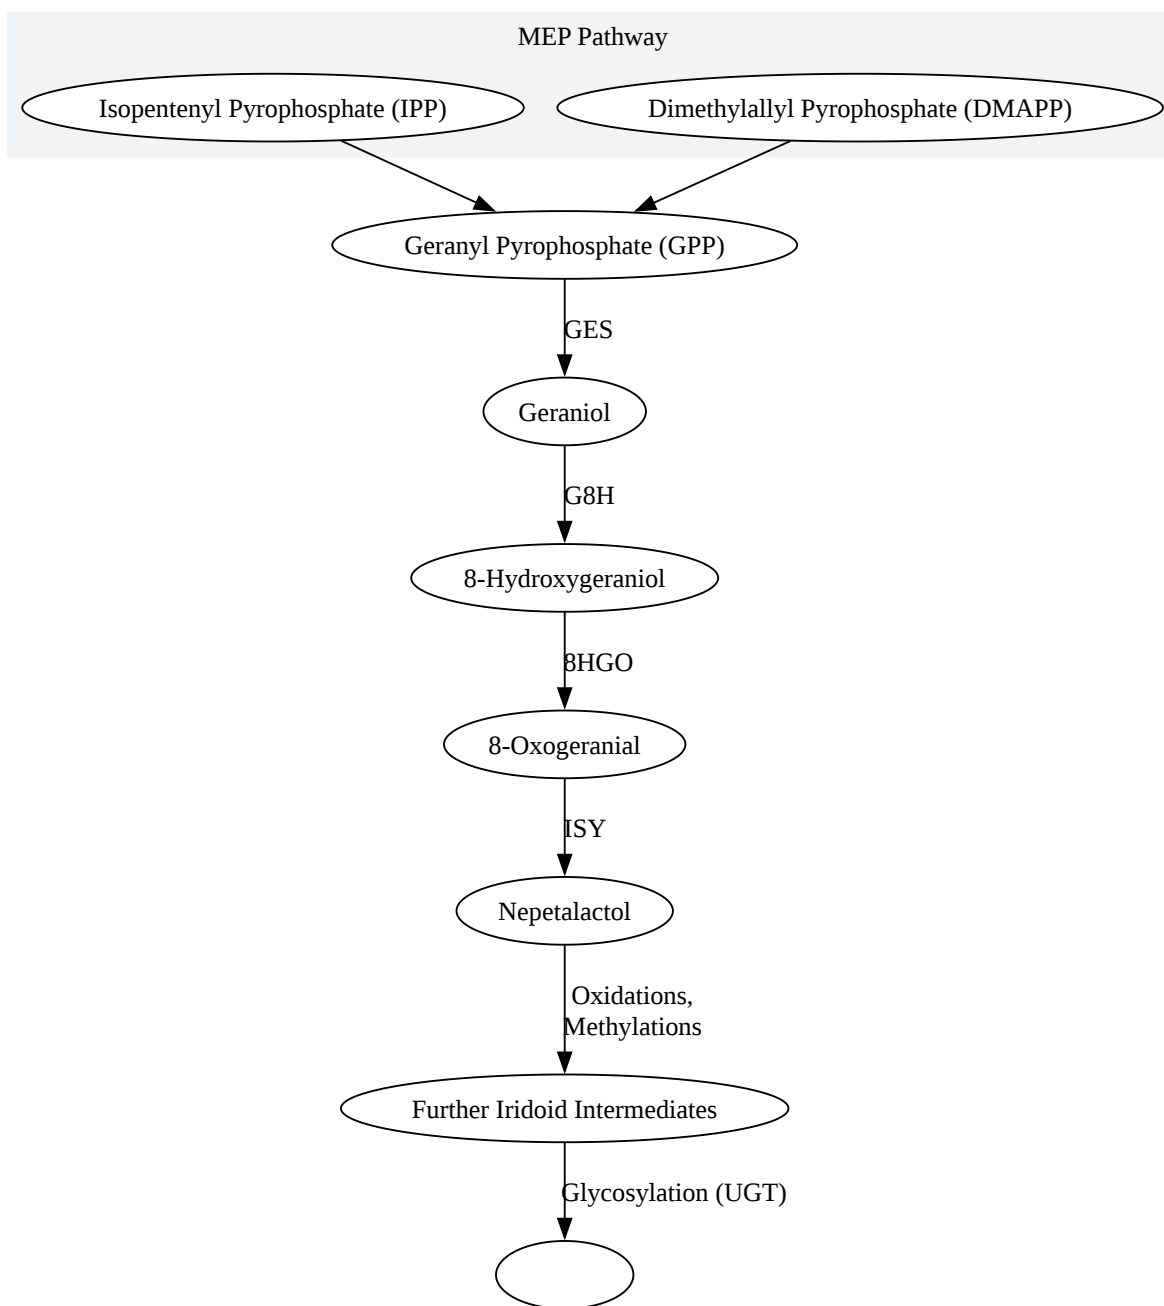 MEP Pathway
Isopentenyl Pyrophosphate (IPP)
Dimethylallyl Pyrophosphate (DMAPP)
Geranyl Pyrophosphate (GPP)
GES
Geraniol
G8H
8-Hydroxygeraniol
8HGO
8-Oxogeranial
ISY
Nepetalactol
Oxidations,
Methylations
Further Iridoid Intermediates
Glycosylation (UGT)